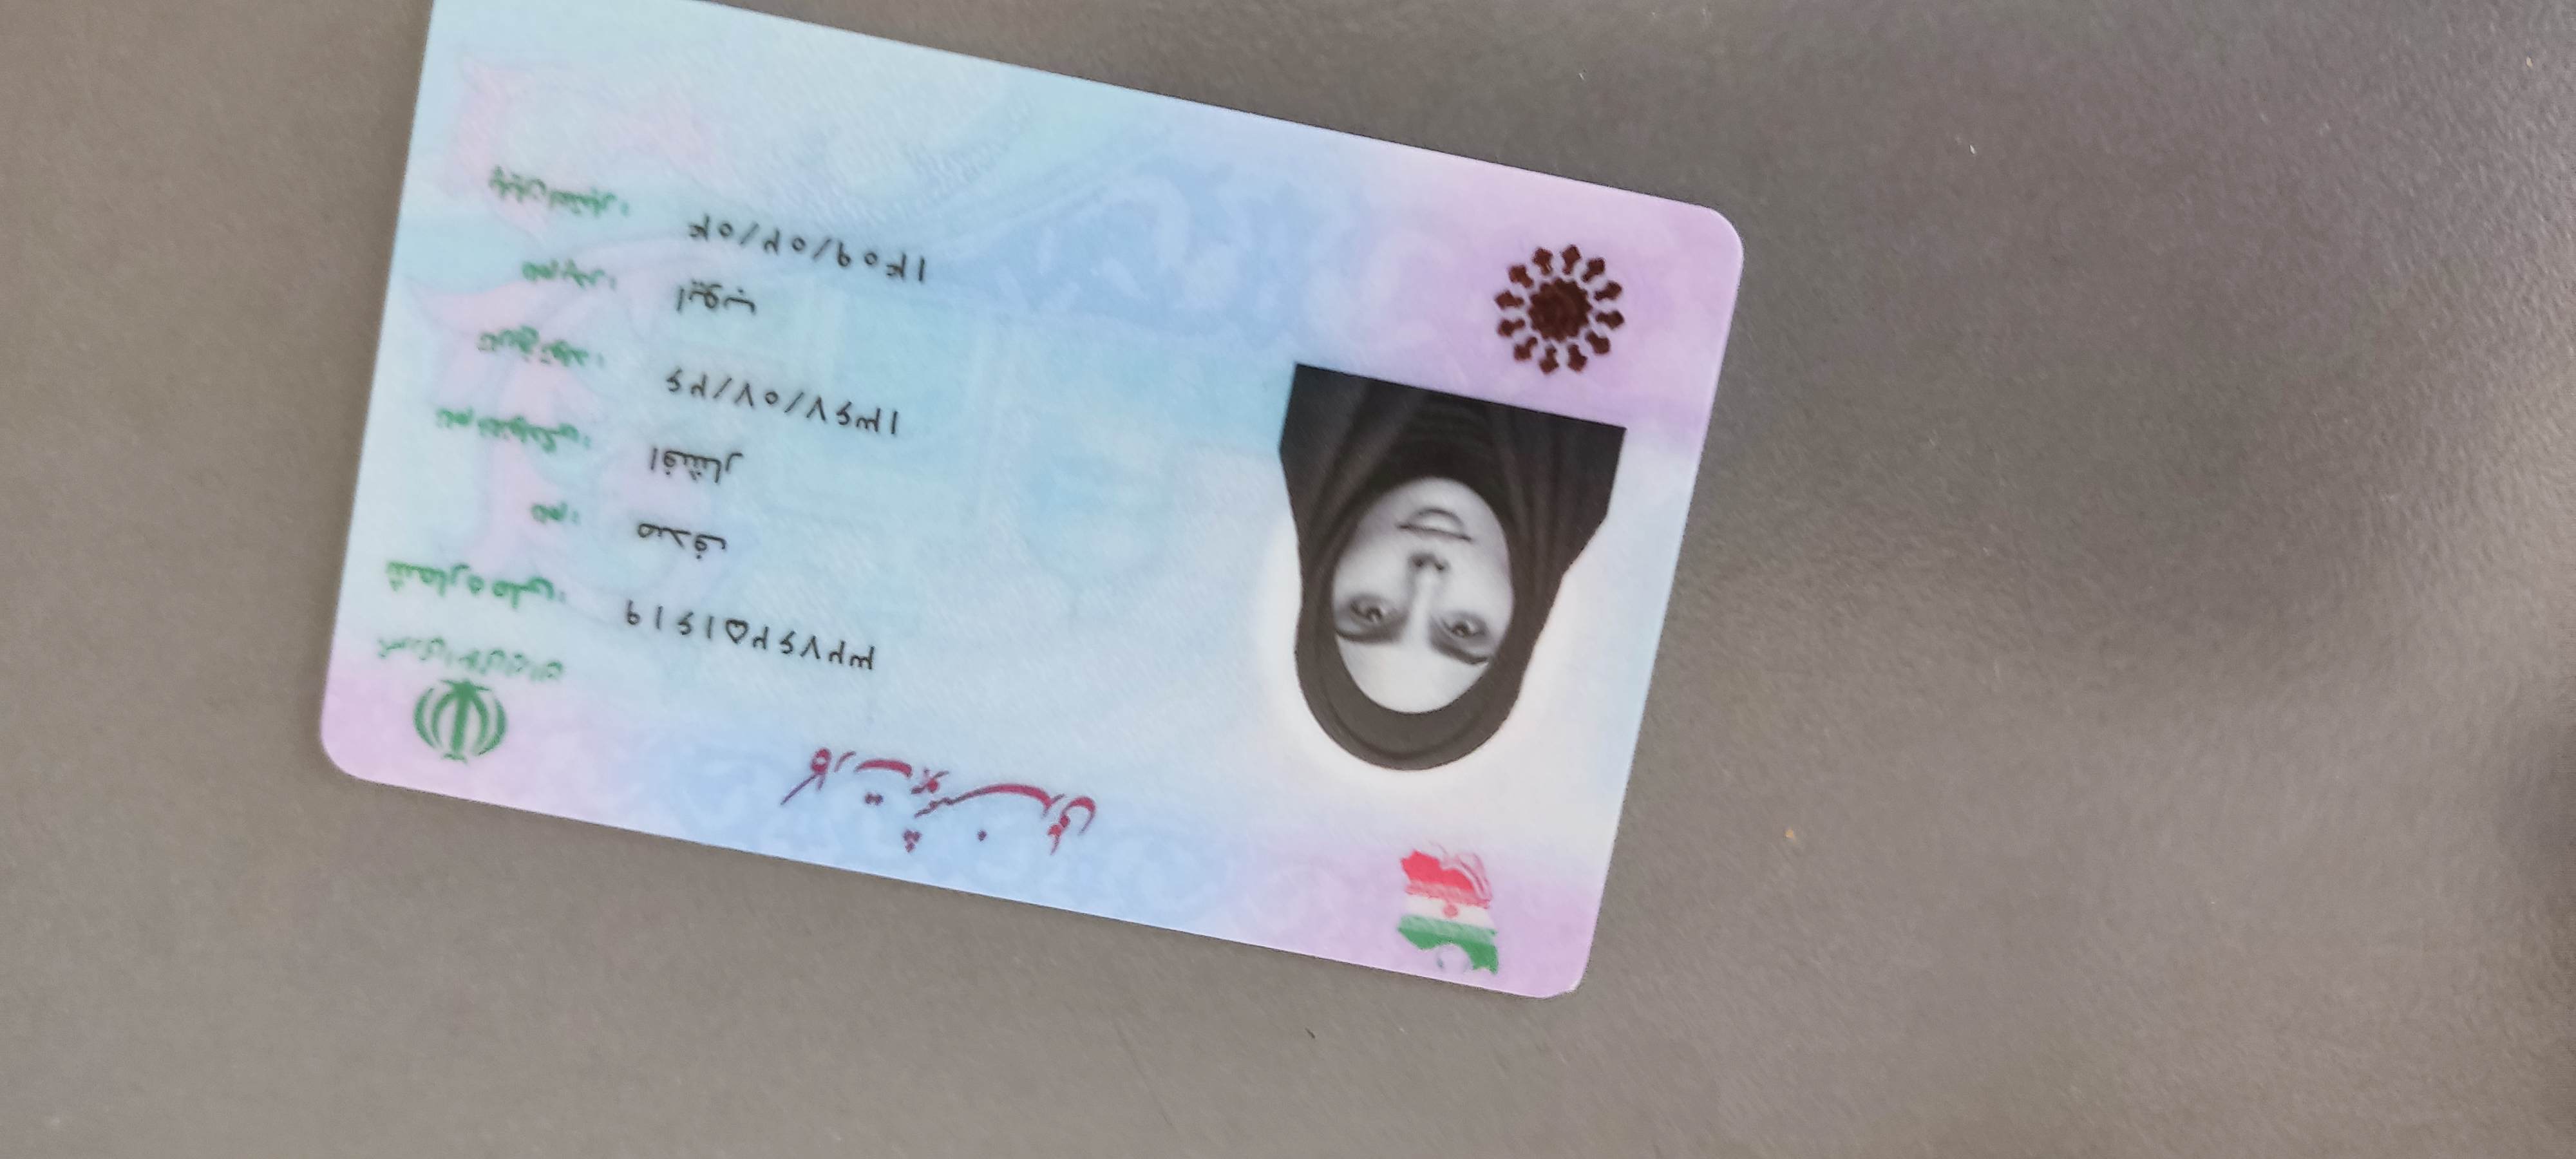 کارت هوشمند ملی
جمهوری اسلامی ایران
شماره ملی: ۳۲۷۶۲۵۱۶۱۹
نام: صدف
نام خانوادگی: افشار
تاریخ تولد: ۱۳۶۷/۰۷/۲۶
نام پدر: ایوب
پایان اعتبار: ۱۴۰۹/۰۲/۰۴